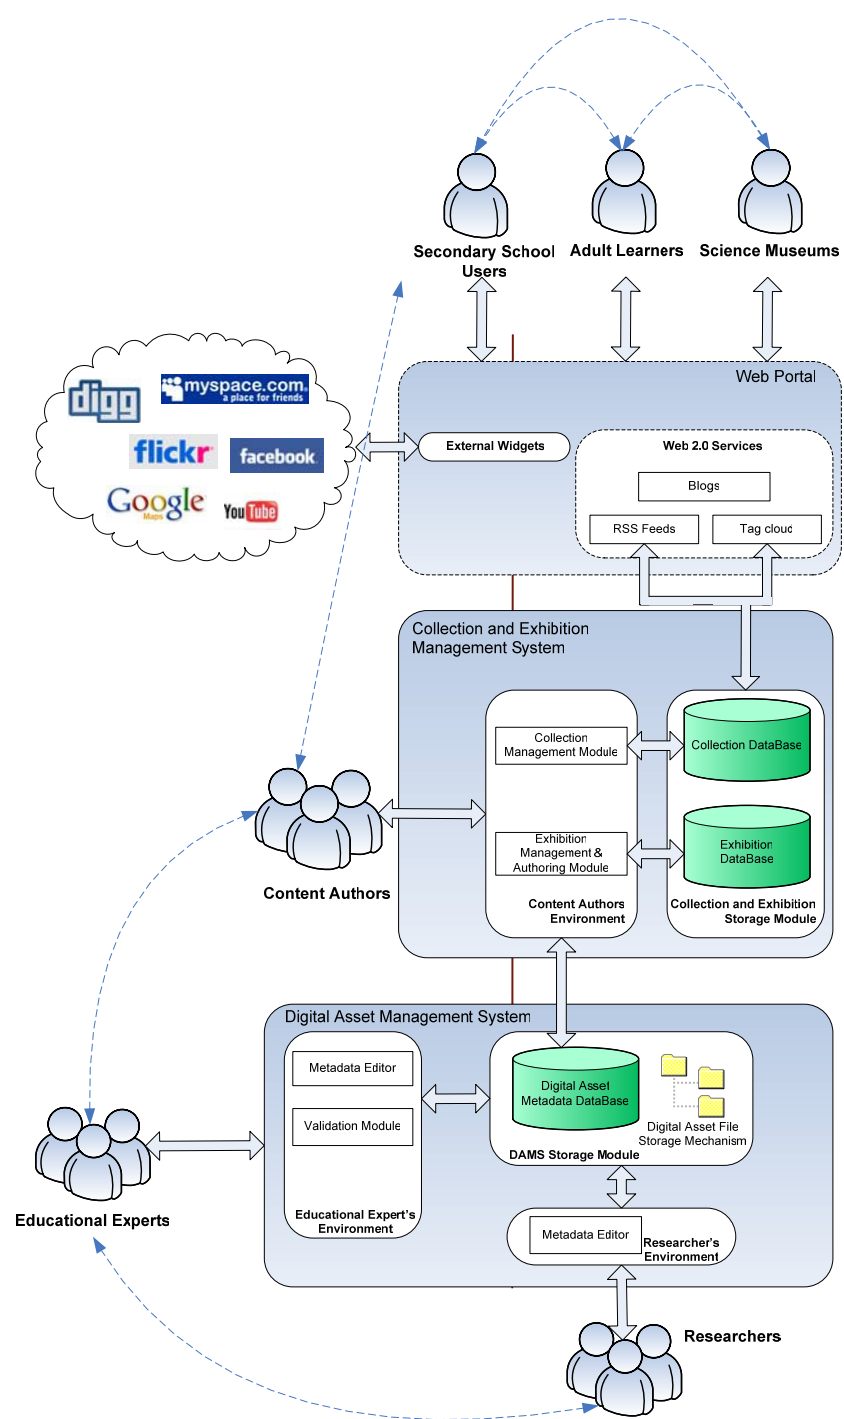 Secondary School
Users
Adult Learners
Science Museums
Web Portal
digg
myspace.com
a place for friends
flickr
facebook
Google
Maps
YouTube
External Widgets
Web 2.0 Services
Blogs
RSS Feeds
Tag cloud
Collection and Exhibition
Management System
Collection
Management Module
Collection DataBase
Exhibition
Management &
Authoring Module
Exhibition
DataBase
Content Authors
Environment
Collection and Exhibition
Storage Module
Content Authors
Digital Asset Management System
Metadata Editor
Validation Module
Educational Expert's
Environment
Digital Asset
Metadata DataBase
Digital Asset File
Storage Mechanism
DAMS Storage Module
Educational Experts
Metadata Editor
Researcher's
Environment
Researchers